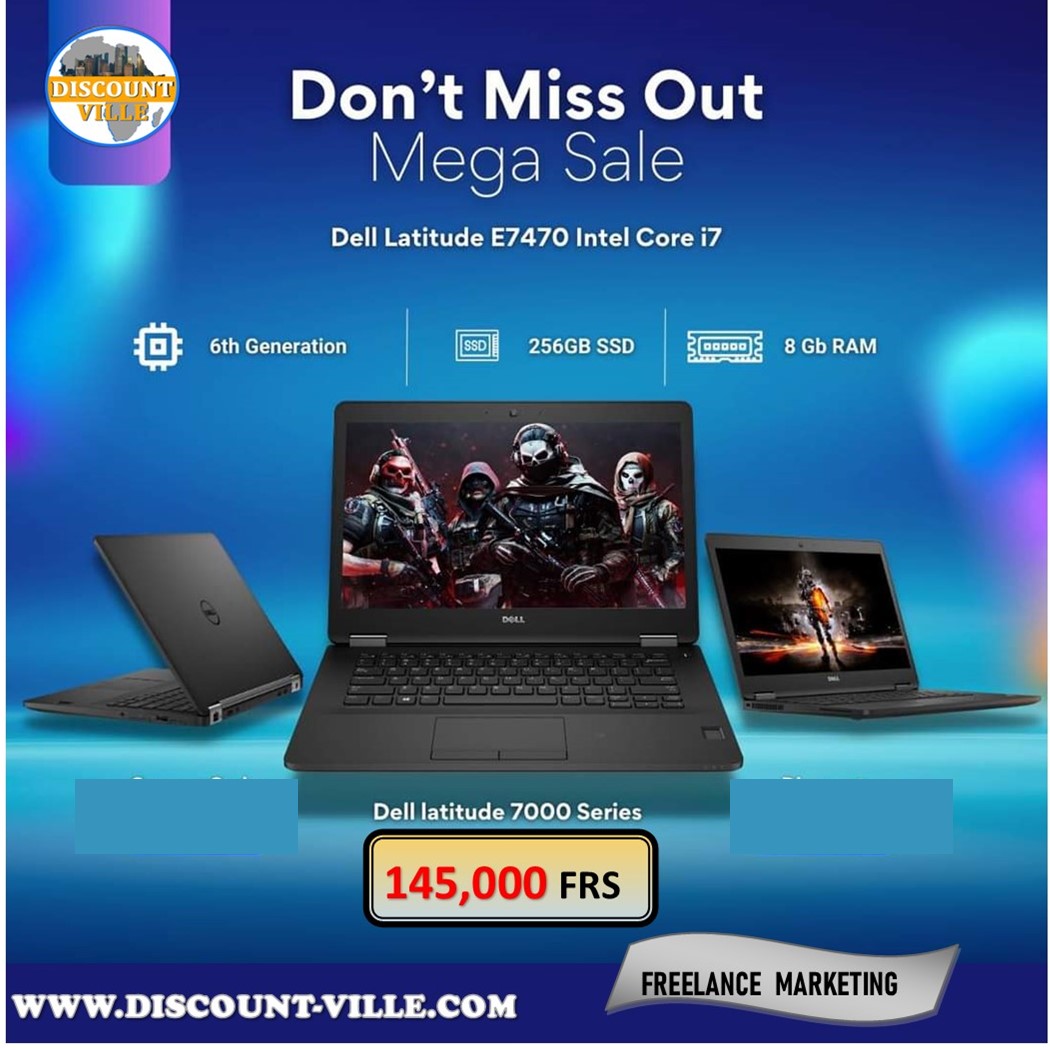 DISCOUNT
VILLE
Don't Miss Out
Mega Sale
Dell Latitude E7470 Intel Core i7
6th Generation
SSD
256GB SSD
8 Gb RAM
DELL
DELL
Dell latitude 7000 Series
145,000 FRS
FREELANCE MARKETING
WWW.DISCOUNT-VILLE.COM